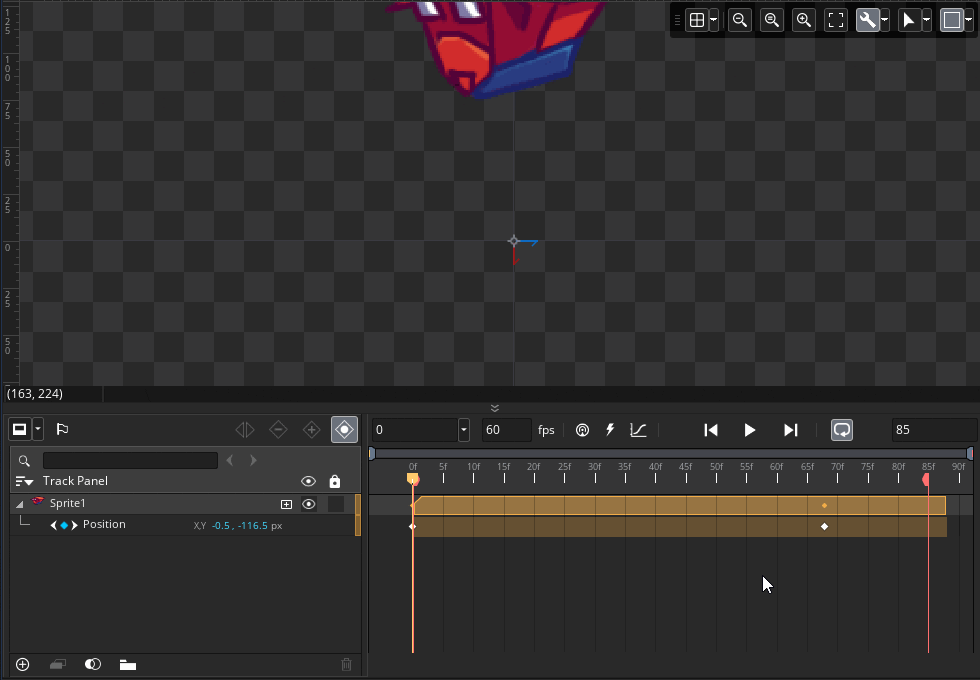 125
100
75
50
25
0
25
50
(163, 224)
0
60 fps
85
Track Panel
0f 5f 10f 15f 20f 25f 30f 35f 40f 45f 50f 55f 60f 65f 70f 75f 80f 85f 90f
Sprite1
Position X,Y -0.5 , -116.5 px